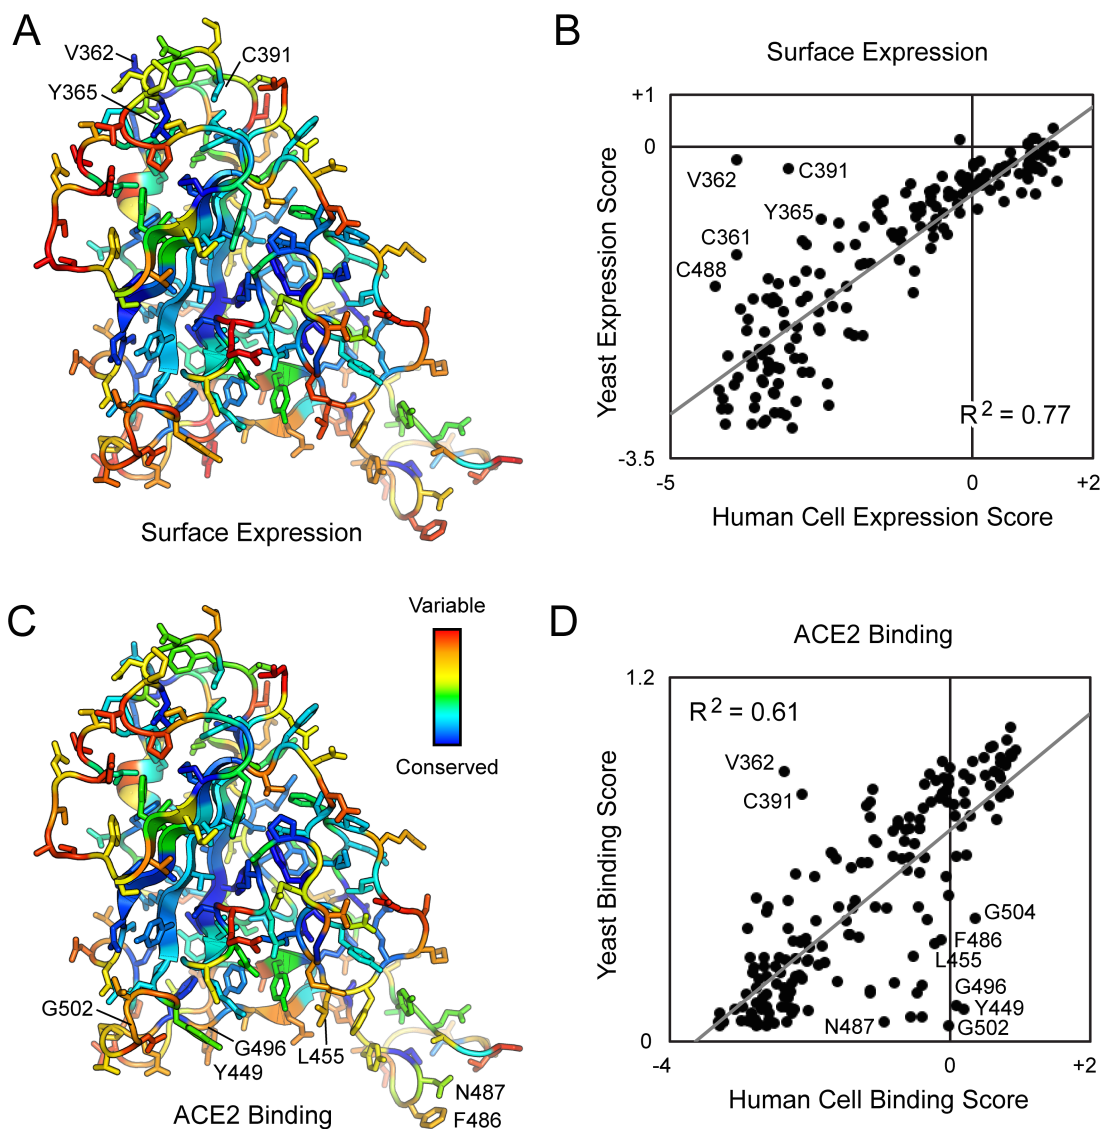 A
V362
C391
Y365
Surface Expression
B
Surface Expression
+1
0
-3.5
Yeast Expression Score
V362
C391
Y365
C361
C488
R² = 0.77
-5
0
+2
Human Cell Expression Score
C
Variable
Conserved
G502
G496
Y449
L455
N487
F486
ACE2 Binding
D
ACE2 Binding
1.2
0
Yeast Binding Score
R² = 0.61
V362
C391
G504
F486
L455
G496
Y449
N487
G502
-4
0
+2
Human Cell Binding Score